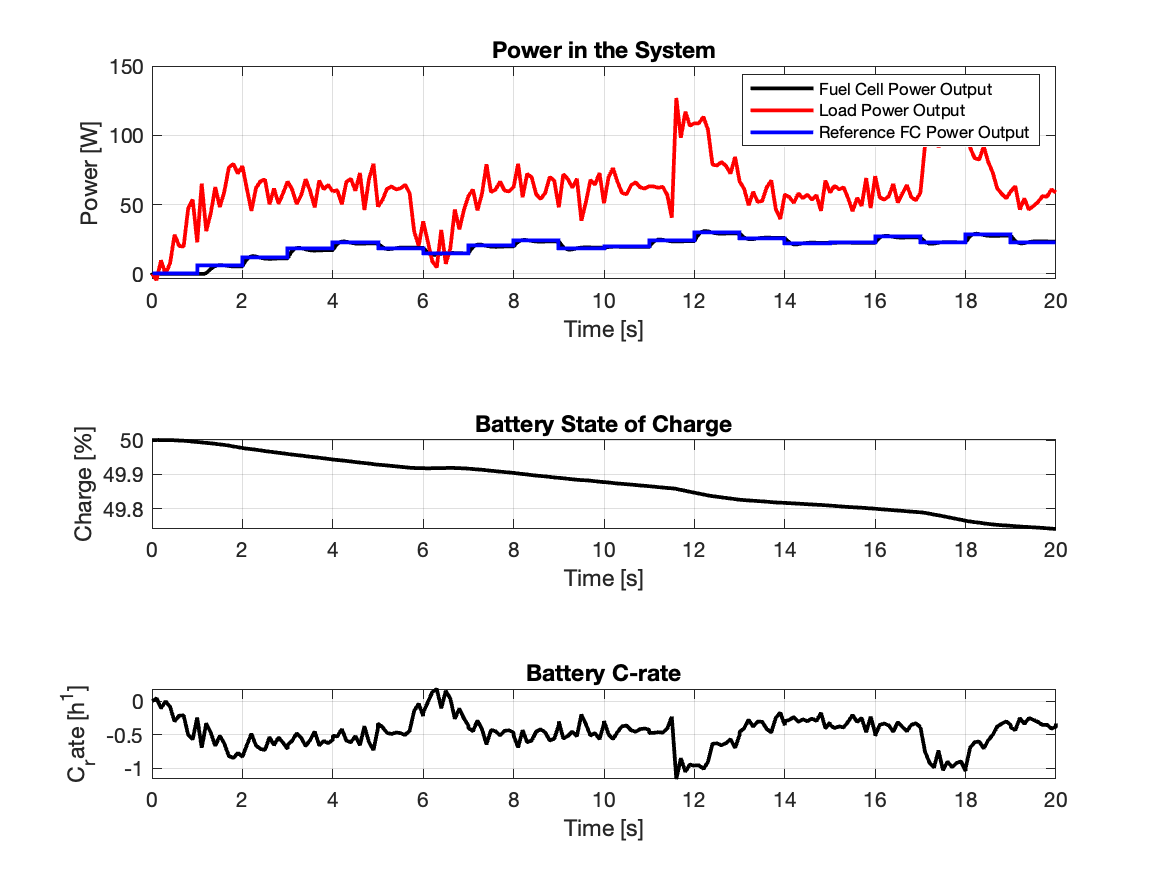 Power in the System
150
100
50
0
Power [W]
Fuel Cell Power Output
Load Power Output
Reference FC Power Output
0 2 4 6 8 10 12 14 16 18 20
Time [s]
Battery State of Charge
50
49.9
49.8
Charge [%]
0 2 4 6 8 10 12 14 16 18 20
Time [s]
Battery C-rate
0
-0.5
-1
C_rate [h^1]
0 2 4 6 8 10 12 14 16 18 20
Time [s]